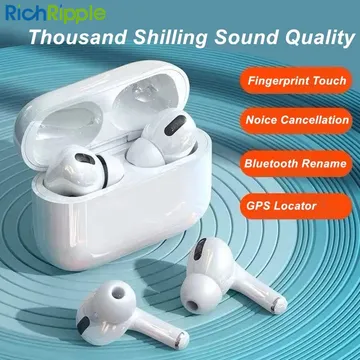 RichRipple
Thousand Shilling Sound Quality
Fingerprint Touch
Noice Cancellation
Bluetooth Rename
GPS Locator